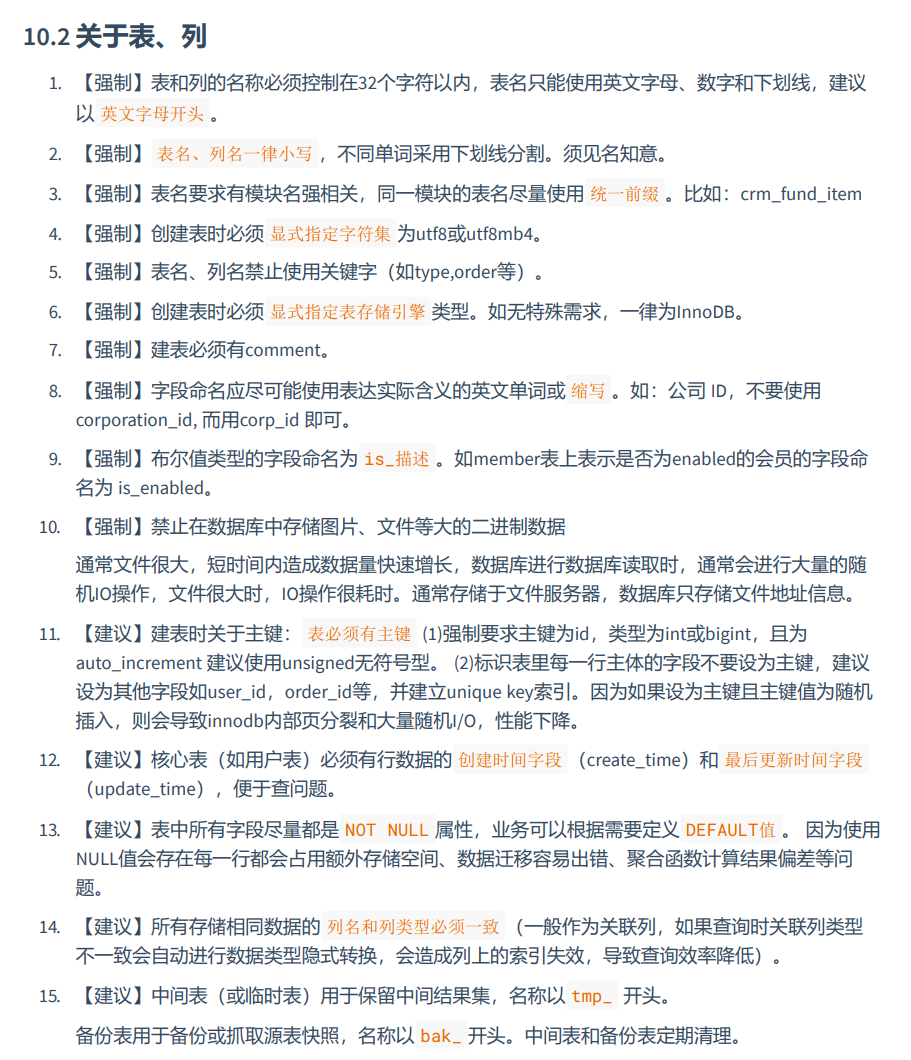 10.2 关于表、列
1. 【强制】表和列的名称必须控制在32个字符以内，表名只能使用英文字母、数字和下划线，建议
以 英文字母开头 。
2. 【强制】 表名、列名一律小写 ，不同单词采用下划线分割。须见名知意。
3. 【强制】表名要求有模块名强相关，同一模块的表名尽量使用 统一前缀 。比如：crm_fund_item
4. 【强制】创建表时必须 显式指定字符集 为utf8或utf8mb4。
5. 【强制】表名、列名禁止使用关键字（如type,order等）。
6. 【强制】创建表时必须 显式指定表存储引擎 类型。如无特殊需求，一律为InnoDB。
7. 【强制】建表必须有comment。
8. 【强制】字段命名应尽可能使用表达实际含义的英文单词或 缩写 。如：公司 ID，不要使用
corporation_id, 而用corp_id 即可。
9. 【强制】布尔值类型的字段命名为 is_描述 。如member表上表示是否为enabled的会员的字段命
名为 is_enabled。
10. 【强制】禁止在数据库中存储图片、文件等大的二进制数据
通常文件很大，短时间内造成数据量快速增长，数据库进行数据库读取时，通常会进行大量的随
机IO操作，文件很大时，IO操作很耗时。通常存储于文件服务器，数据库只存储文件地址信息。
11. 【建议】建表时关于主键： 表必须有主键 (1)强制要求主键为id，类型为int或bigint，且为
auto_increment 建议使用unsigned无符号型。 (2)标识表里每一行主体的字段不要设为主键，建议
设为其他字段如user_id，order_id等，并建立unique key索引。因为如果设为主键且主键值为随机
插入，则会导致innodb内部页分裂和大量随机I/O，性能下降。
12. 【建议】核心表（如用户表）必须有行数据的 创建时间字段 （create_time）和 最后更新时间字段
（update_time），便于查问题。
13. 【建议】表中所有字段尽量都是 NOT NULL 属性，业务可以根据需要定义 DEFAULT值 。 因为使用
NULL值会存在每一行都会占用额外存储空间、数据迁移容易出错、聚合函数计算结果偏差等问
题。
14. 【建议】所有存储相同数据的 列名和列类型必须一致 （一般作为关联列，如果查询时关联列类型
不一致会自动进行数据类型隐式转换，会造成列上的索引失效，导致查询效率降低）。
15. 【建议】中间表（或临时表）用于保留中间结果集，名称以 tmp_ 开头。
备份表用于备份或抓取源表快照，名称以 bak_ 开头。中间表和备份表定期清理。